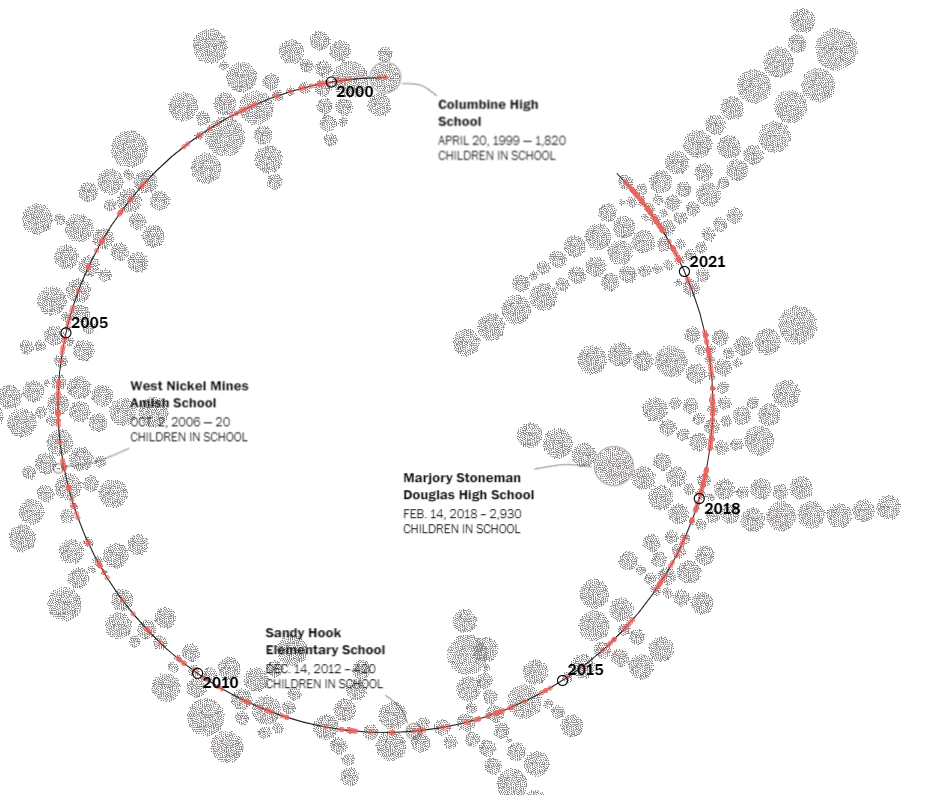 2000
Columbine High
School
APRIL 20, 1999 — 1,820
CHILDREN IN SCHOOL
2021
2005
West Nickel Mines
Amish School
OCT. 2, 2006 — 20
CHILDREN IN SCHOOL
Marjory Stoneman
Douglas High School
FEB. 14, 2018 – 2,930
CHILDREN IN SCHOOL
2018
Sandy Hook
Elementary School
DEC. 14, 2012 – 420
CHILDREN IN SCHOOL
2015
2010